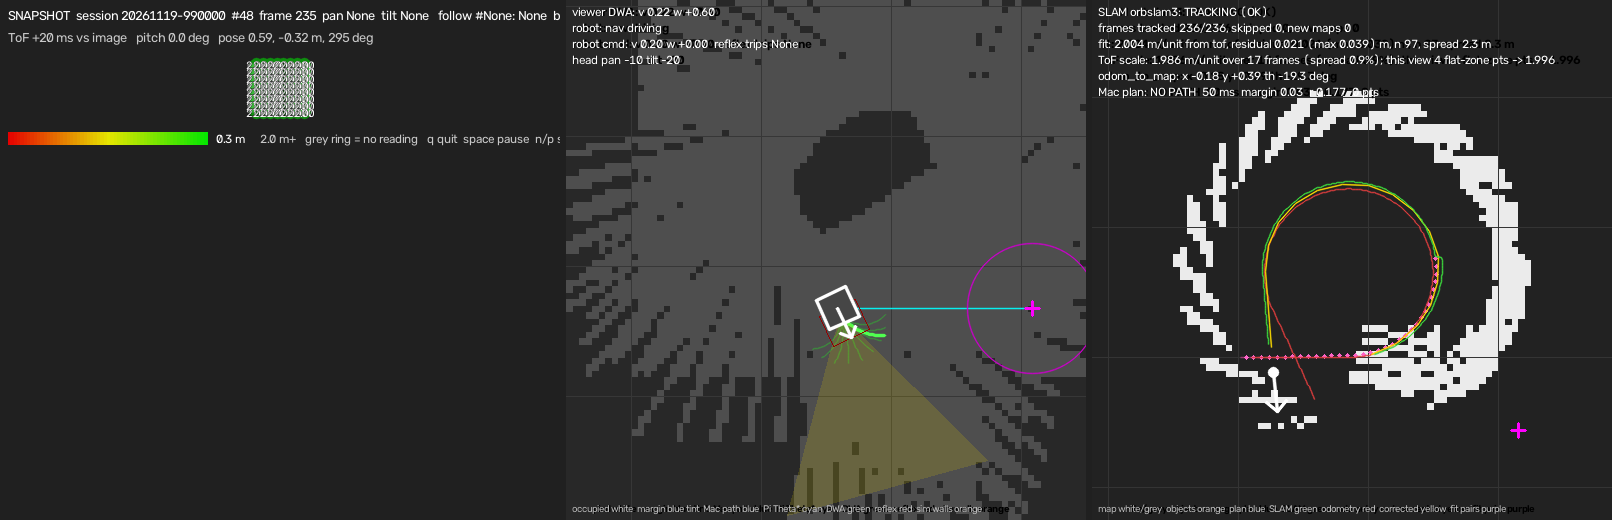 SNAPSHOT session 20261119-990000 #48 frame 235 pan None tilt None follow #None: None b
ToF +20 ms vs image pitch 0.0 deg pose 0.59, -0.32 m, 295 deg
0.3 m 2.0 m+ grey ring = no reading q quit space pause n/p s
viewer DWA: v 0.22 w +0.60
robot: nav driving
robot cmd: v 0.20 w +0.00 reflex trips None
head pan -10 tilt -20
occupied white margin blue tint Mac path blue Pi Theta* cyan DWA green reflex red sim walls orange
SLAM orbslam3: TRACKING (OK)
frames tracked 236/236, skipped 0, new maps 0
fit: 2.004 m/unit from tof, residual 0.021 (max 0.039) m, n 97, spread 2.3 m
ToF scale: 1.986 m/unit over 17 frames (spread 0.9%); this view 4 flat-zone pts -> 1.996
odom_to_map: x -0.18 y +0.39 th -19.3 deg
Mac plan: NO PATH 50 ms margin 0.03
map white/grey objects orange plan blue SLAM green odometry red corrected yellow fit pairs purple